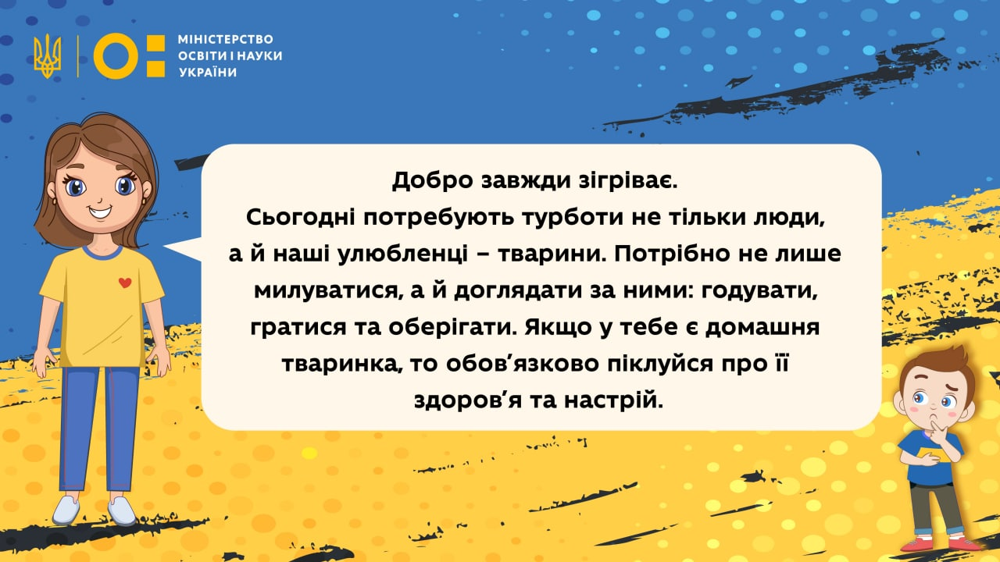 МІНІСТЕРСТВО
ОСВІТИ І НАУКИ
УКРАЇНИ
Добро завжди зігріває.
Сьогодні потребують турботи не тільки люди,
а й наші улюбленці – тварини. Потрібно не лише
милуватися, а й доглядати за ними: годувати,
гратися та оберігати. Якщо у тебе є домашня
тваринка, то обов’язково піклуйся про її
здоров’я та настрій.